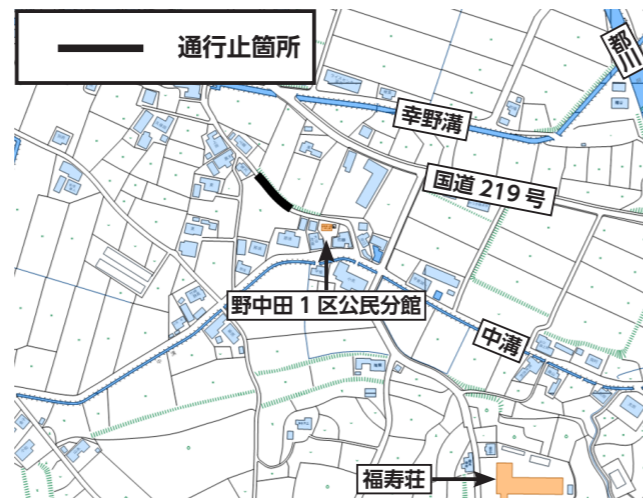 通行止箇所
都川
幸野溝
国道 219 号
野中田 1 区公民分館
中溝
福寿荘